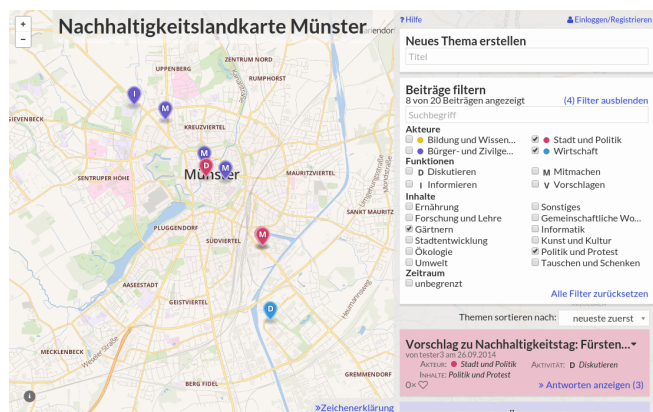 +
−
Nachhaltigkeitslandkarte Münster
ZENTRUM NORD
RUMPHORST
UPPENBERG
I
M
GIEVENBECK
KREUZVIERTEL
M
D
M
Münster
SENTRUPER HÖHE
MAURITZVIERTEL
Umgehungsstraße
SANKT MAURITZ
PLUGGENDORF
M
SÜDVIERTEL
AASEESTADT
GEISTVIERTEL
D
Heumannsweg
Weseler Straße
MECKLENBECK
BERG FIDEL
GREMMENDORF
»Zeichenerklärung
? Hilfe
Einloggen/Registrieren
Neues Thema erstellen
Titel
Beiträge filtern
8 von 20 Beiträgen angezeigt (4) Filter ausblenden
Suchbegriff
Akteure
Bildung und Wissen... Stadt und Politik
Bürger- und Zivilge... Wirtschaft
Funktionen
D Diskutieren M Mitmachen
I Informieren V Vorschlagen
Inhalte
Ernährung Sonstiges
Forschung und Lehre Gemeinschaftliche Wo...
Gärtnern Informatik
Stadtentwicklung Kunst und Kultur
Ökologie Politik und Protest
Umwelt Tauschen und Schenken
Zeitraum
unbegrenzt
Alle Filter zurücksetzen
Themen sortieren nach: neueste zuerst
Vorschlag zu Nachhaltigkeitstag: Fürsten...
von tester3 am 26.09.2014
AKTEUR: Stadt und Politik AKTIVITÄT: D Diskutieren
INHALTE: Politik und Protest
0× » Antworten anzeigen (3)